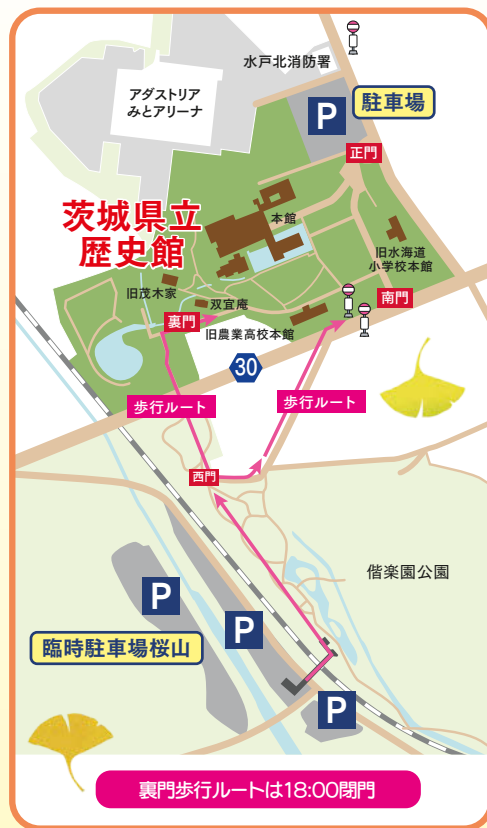 水戸北消防署
アダストリア
みとアリーナ
P
駐車場
正門
茨城県立
歴史館
本館
旧水海道
小学校本館
旧茂木家
双宜庵
南門
裏門
旧農業高校本館
30
歩行ルート
歩行ルート
西門
偕楽園公園
P
P
臨時駐車場桜山
P
裏門歩行ルートは18:00閉門